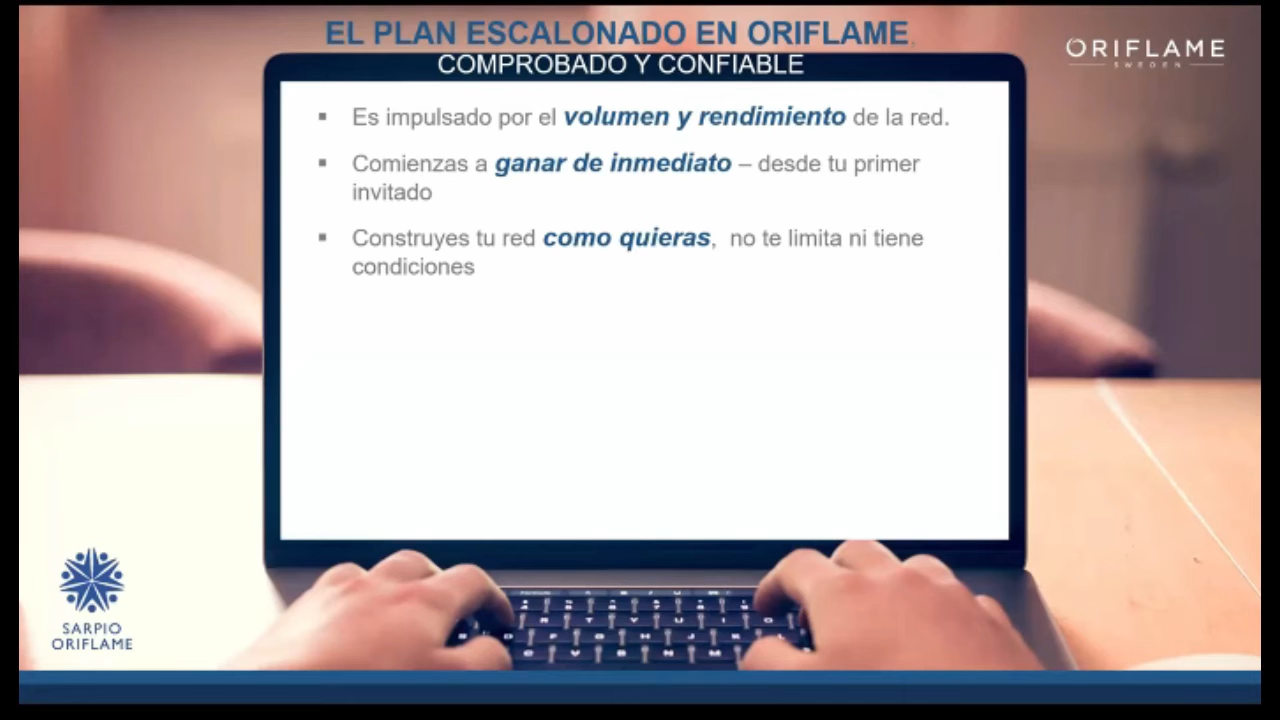 EL PLAN ESCALONADO EN ORIFLAME,
COMPROBADO Y CONFIABLE
ORIFLAME
SWEDEN
▪ Es impulsado por el volumen y rendimiento de la red.
▪ Comienzas a ganar de inmediato – desde tu primer
invitado
▪ Construyes tu red como quieras, no te limita ni tiene
condiciones
SARPIO
ORIFLAME